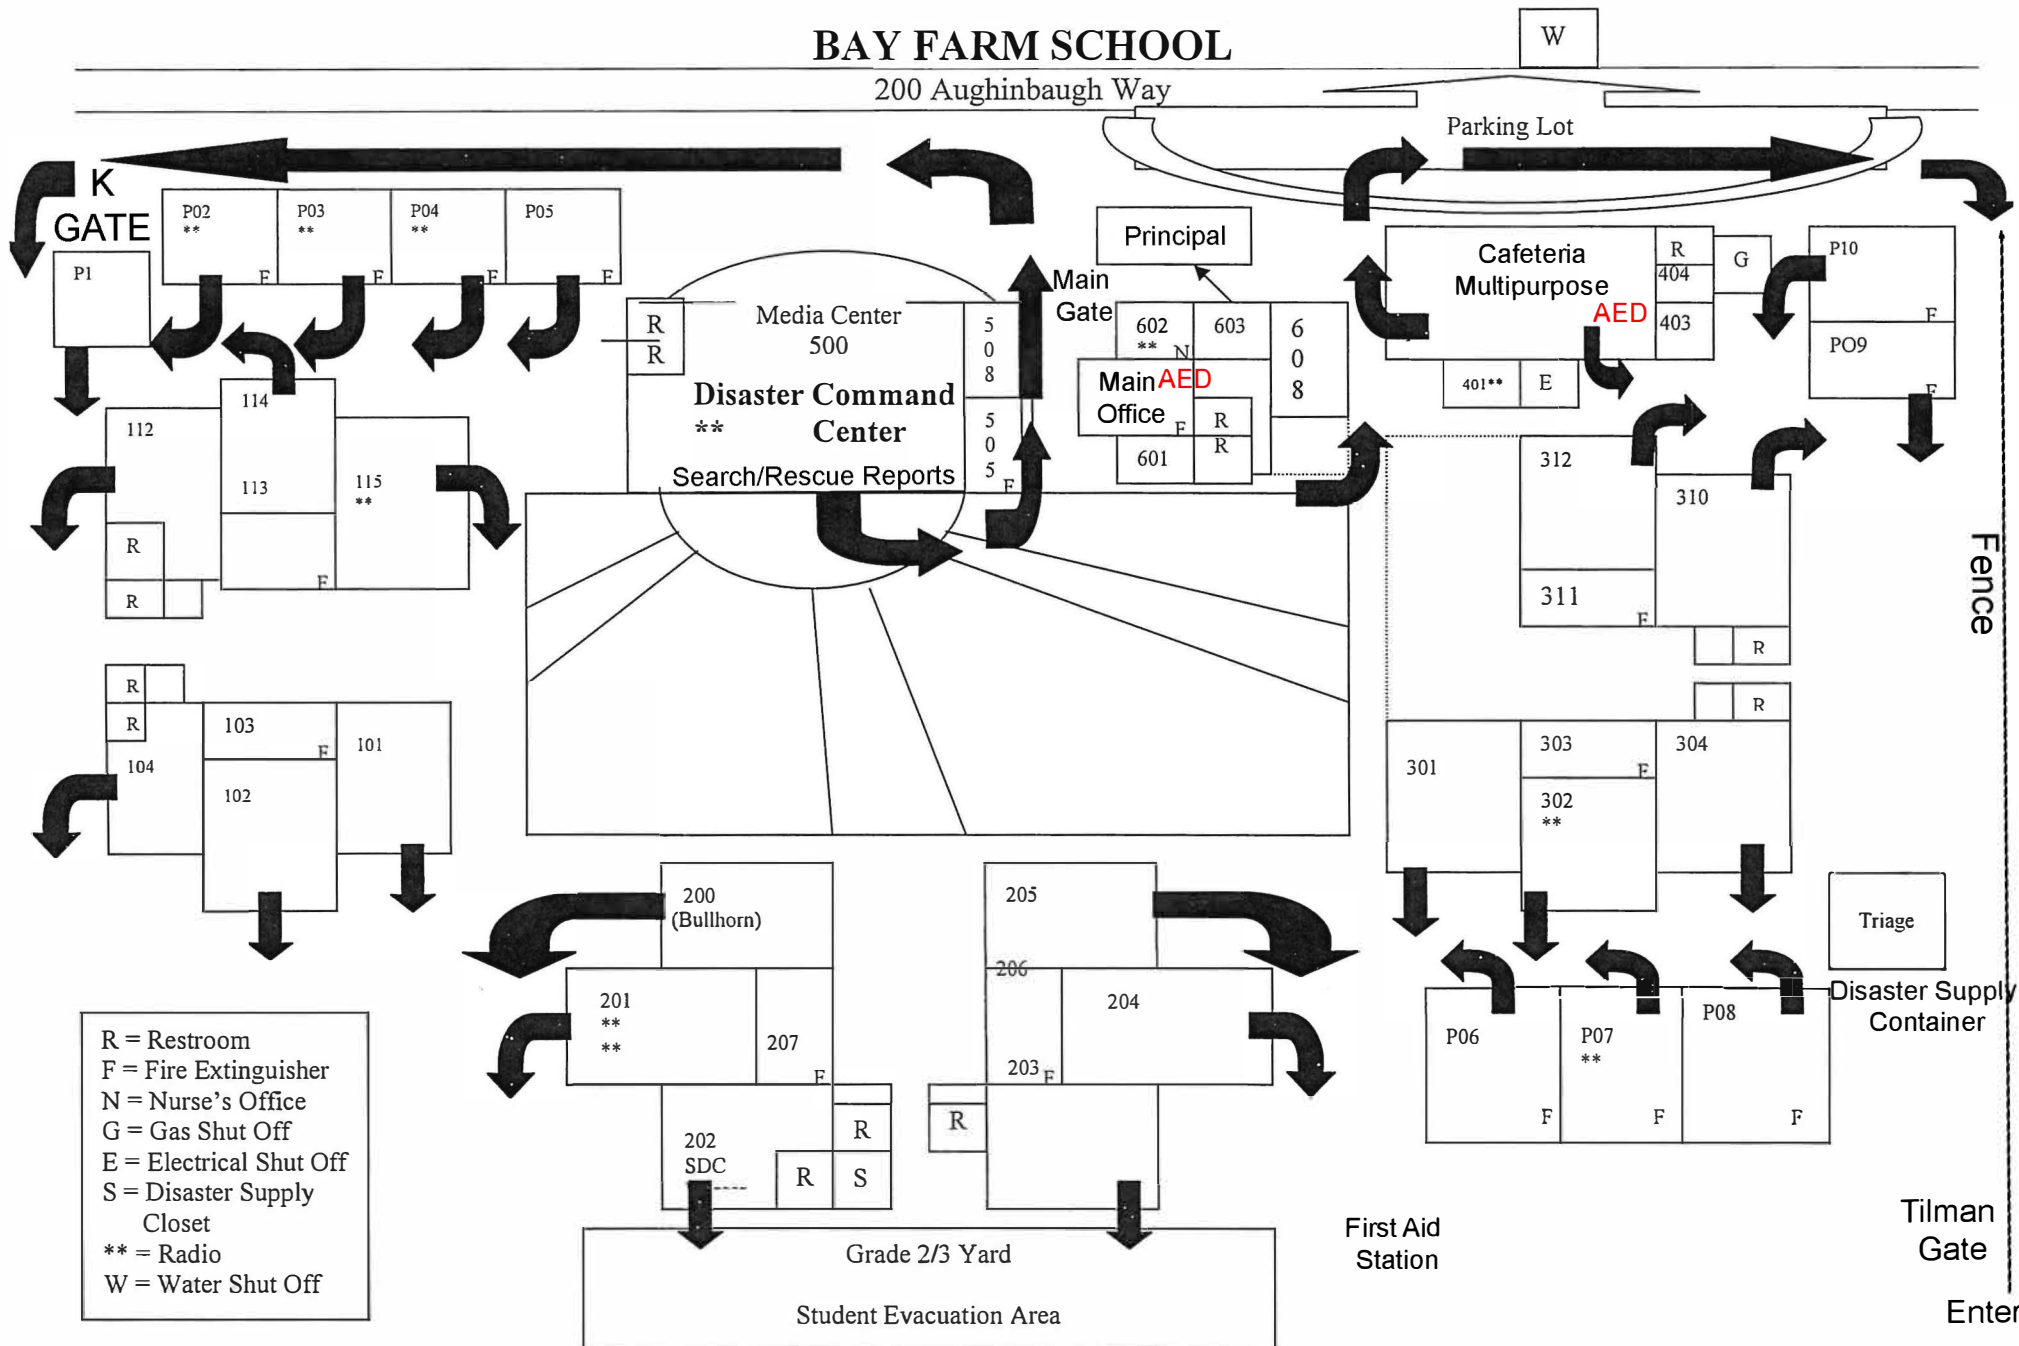 BAY FARM SCHOOL
W
200 Aughinbaugh Way
Parking Lot
K
GATE
P1
P02
**
F
P03
**
F
P04
**
F
P05
F
Media Center
500
Disaster Command
** Center
Search/Rescue Reports
R
R
5
0
8
5
0
5
F
Main
Gate
Principal
602
**
N
603
6
0
8
Main
Office
AED
F
R
R
601
Cafeteria
Multipurpose
AED
R
404
403
G
401**
E
P10
F
PO9
F
112
R
R
114
113
F
115
**
312
311
F
310
R
Fence
R
R
104
103
F
102
101
R
301
303
F
302
**
304
Triage
Disaster Supply
Container
200
(Bullhorn)
201
**
**
207
F
202
SDC
R
R
S
205
206
204
203
F
R
P06
F
P07
**
F
P08
F
R = Restroom
F = Fire Extinguisher
N = Nurse's Office
G = Gas Shut Off
E = Electrical Shut Off
S = Disaster Supply
Closet
** = Radio
W = Water Shut Off
Grade 2/3 Yard
Student Evacuation Area
First Aid
Station
Tilman
Gate
Enter